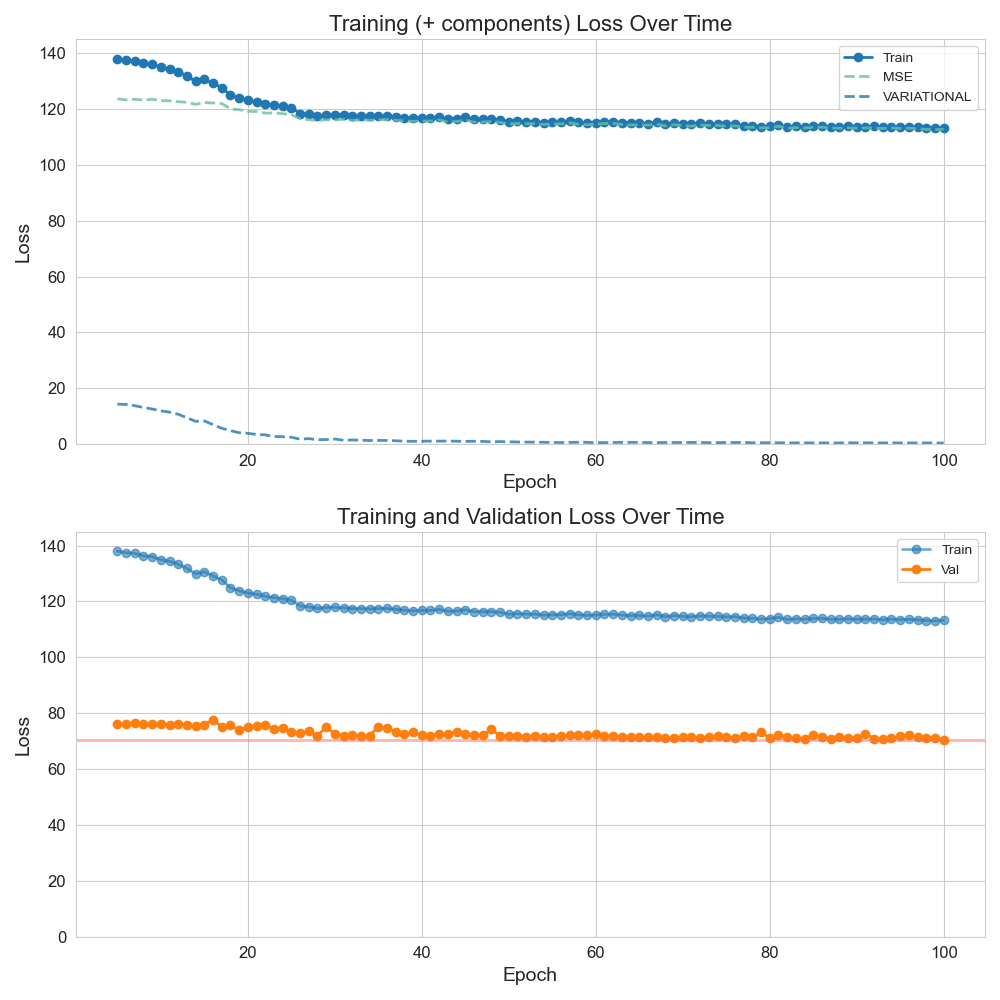 Training (+ components) Loss Over Time
Loss
140
120
100
80
60
40
20
0
Train
MSE
VARIATIONAL
20 40 60 80 100
Epoch
Training and Validation Loss Over Time
Loss
140
120
100
80
60
40
20
0
Train
Val
20 40 60 80 100
Epoch